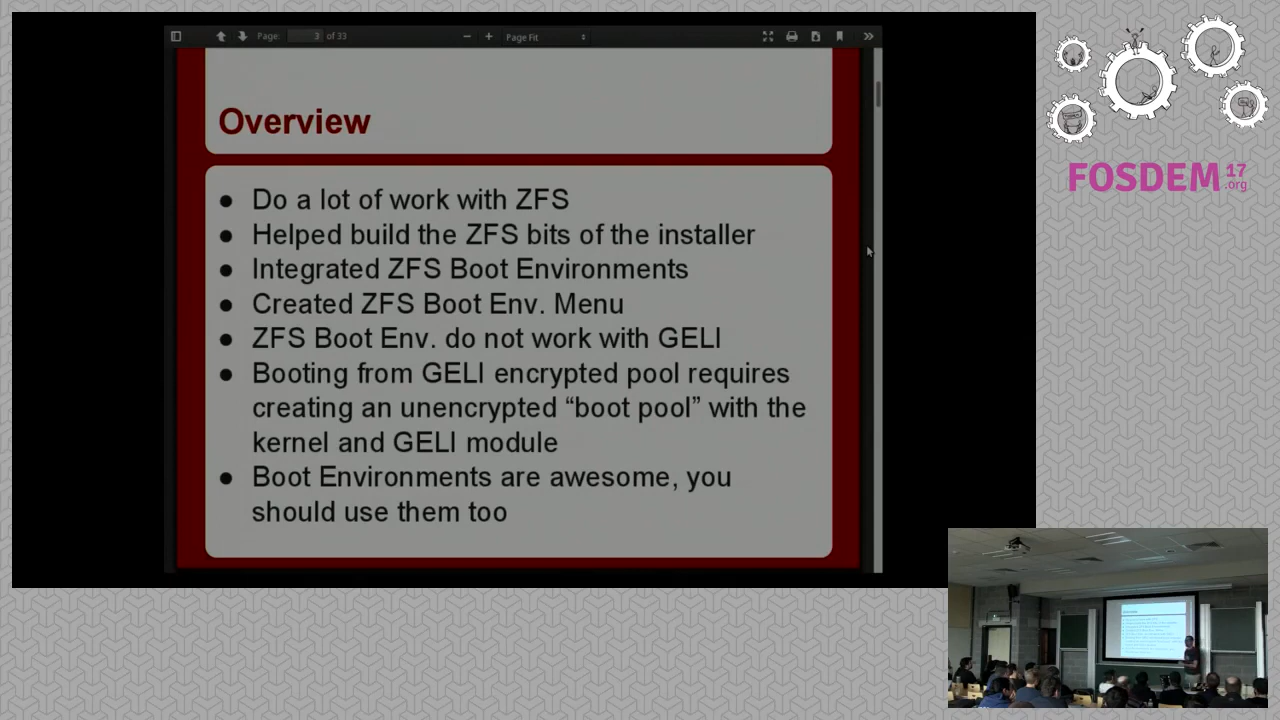 Page: 3 of 33
Page Fit
Overview
● Do a lot of work with ZFS
● Helped build the ZFS bits of the installer
● Integrated ZFS Boot Environments
● Created ZFS Boot Env. Menu
● ZFS Boot Env. do not work with GELI
● Booting from GELI encrypted pool requires
creating an unencrypted “boot pool” with the
kernel and GELI module
● Boot Environments are awesome, you
should use them too
FOSDEM 17
.org